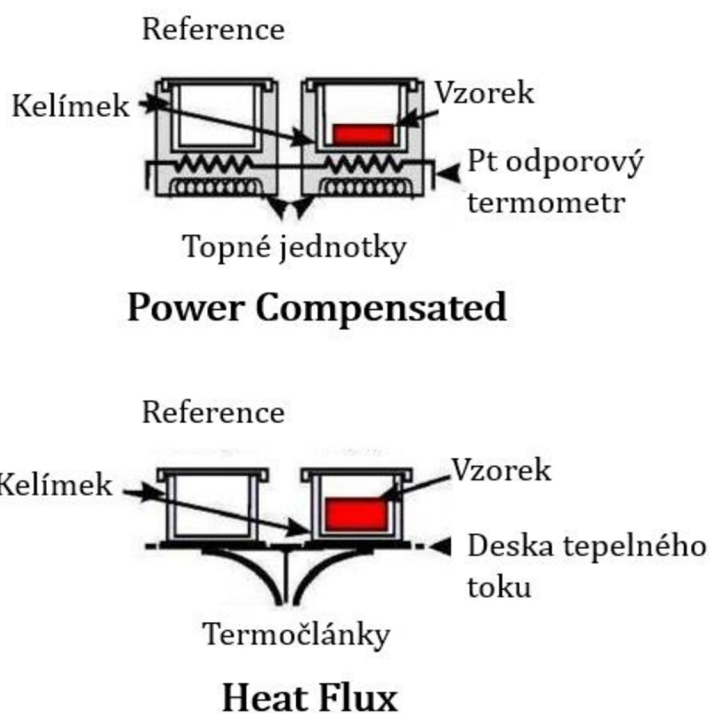 Reference
Kelímek
Vzorek
Pt odporový
termometr
Topné jednotky
Power Compensated
Reference
Kelímek
Vzorek
Deska tepelného
toku
Termočlánky
Heat Flux